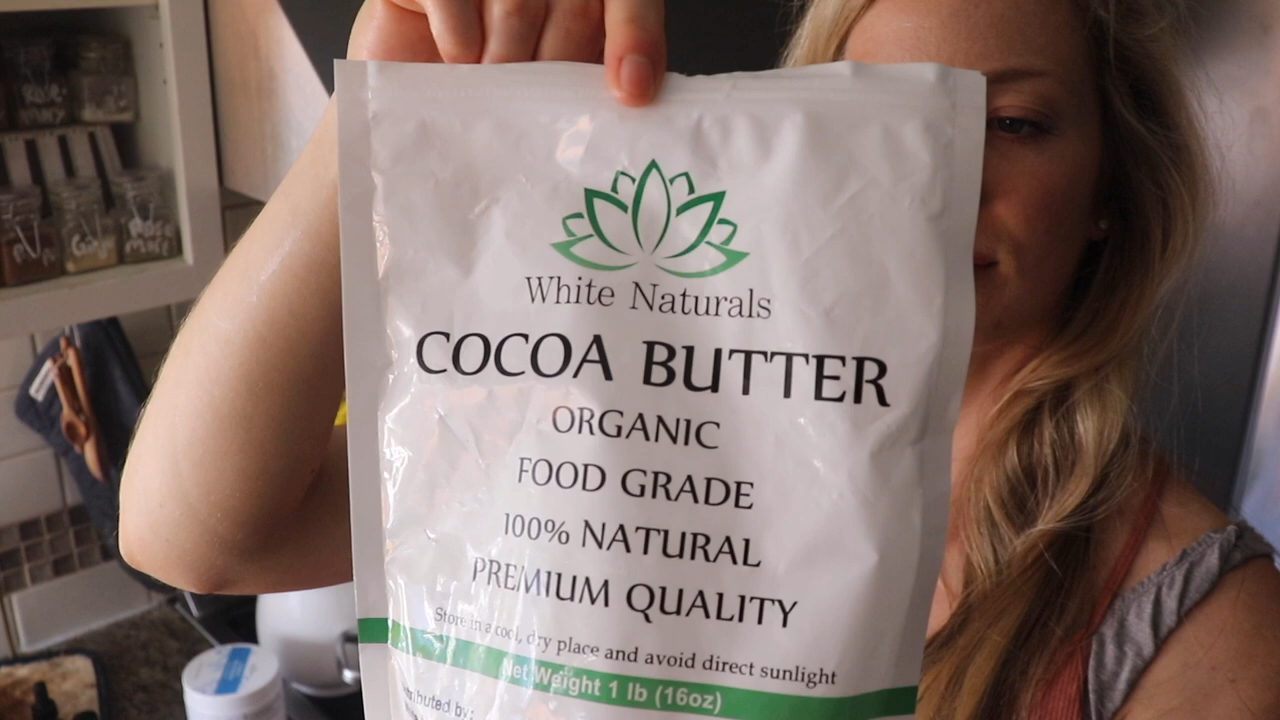 White Naturals
COCOA BUTTER
ORGANIC
FOOD GRADE
100% NATURAL
PREMIUM QUALITY
Store in a cool, dry place and avoid direct sunlight
Net Weight 1 lb (16oz)
by: